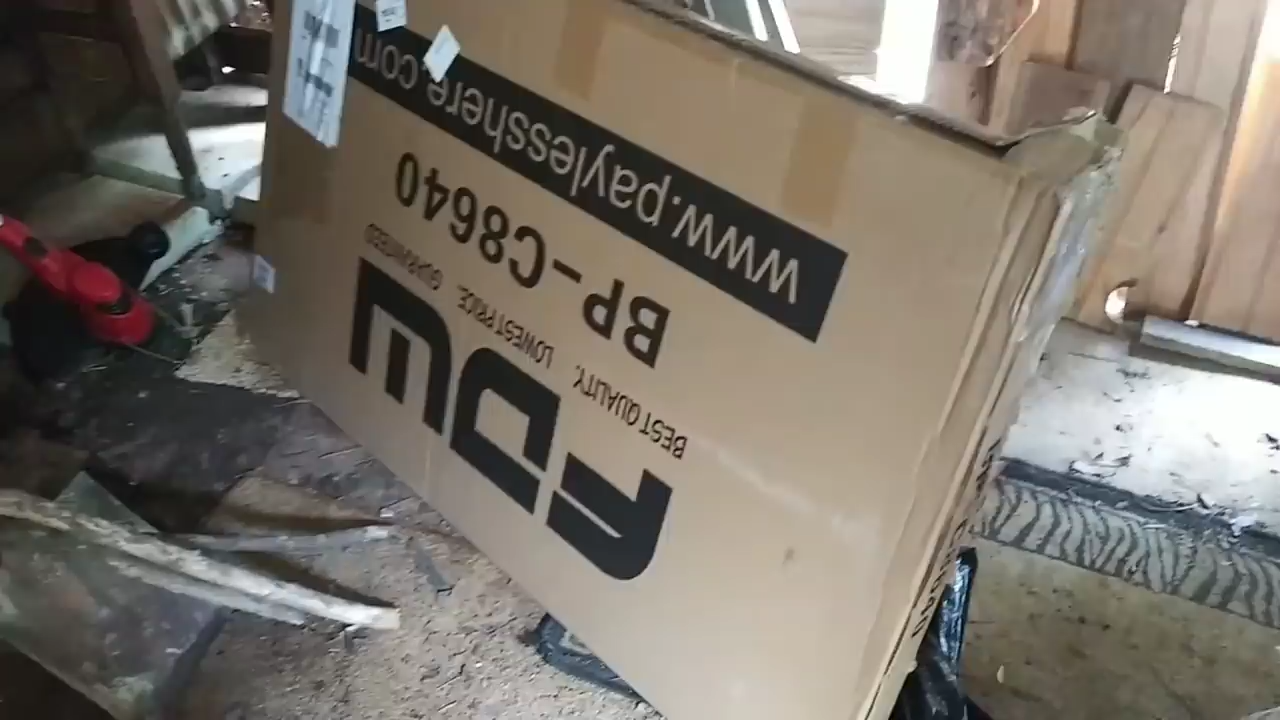 FDW
BEST QUALITY, LOWEST PRICE, GUARANTEED
BP-C8640
www.paylesshere.com